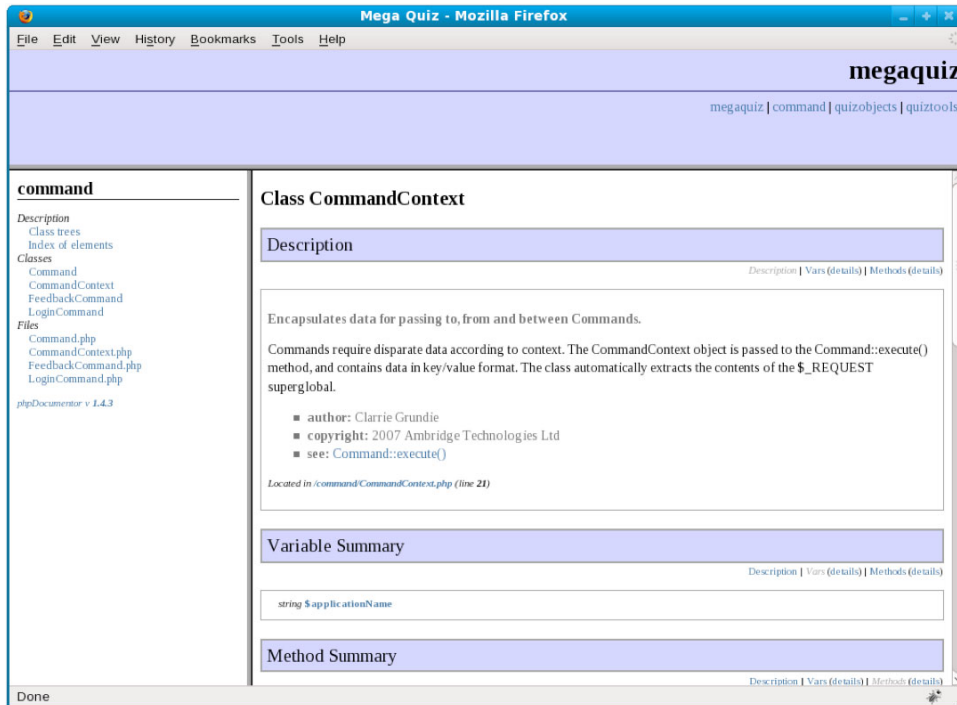 Mega Quiz - Mozilla Firefox
File Edit View History Bookmarks Tools Help
megaquiz
megaquiz | command | quizobjects | quiztools
command
Description
Class trees
Index of elements
Classes
Command
CommandContext
FeedbackCommand
LoginCommand
Files
Command.php
CommandContext.php
FeedbackCommand.php
LoginCommand.php
phpDocumentor v 1.4.3
Class CommandContext
Description
Description | Vars (details) | Methods (details)
Encapsulates data for passing to, from and between Commands.
Commands require disparate data according to context. The CommandContext object is passed to the Command::execute()
method, and contains data in key/value format. The class automatically extracts the contents of the $_REQUEST
superglobal.
author: Clarrie Grundie
copyright: 2007 Ambridge Technologies Ltd
see: Command::execute()
Located in /command/CommandContext.php (line 21)
Variable Summary
Description | Vars (details) | Methods (details)
string $applicationName
Method Summary
Description | Vars (details) | Methods (details)
Done